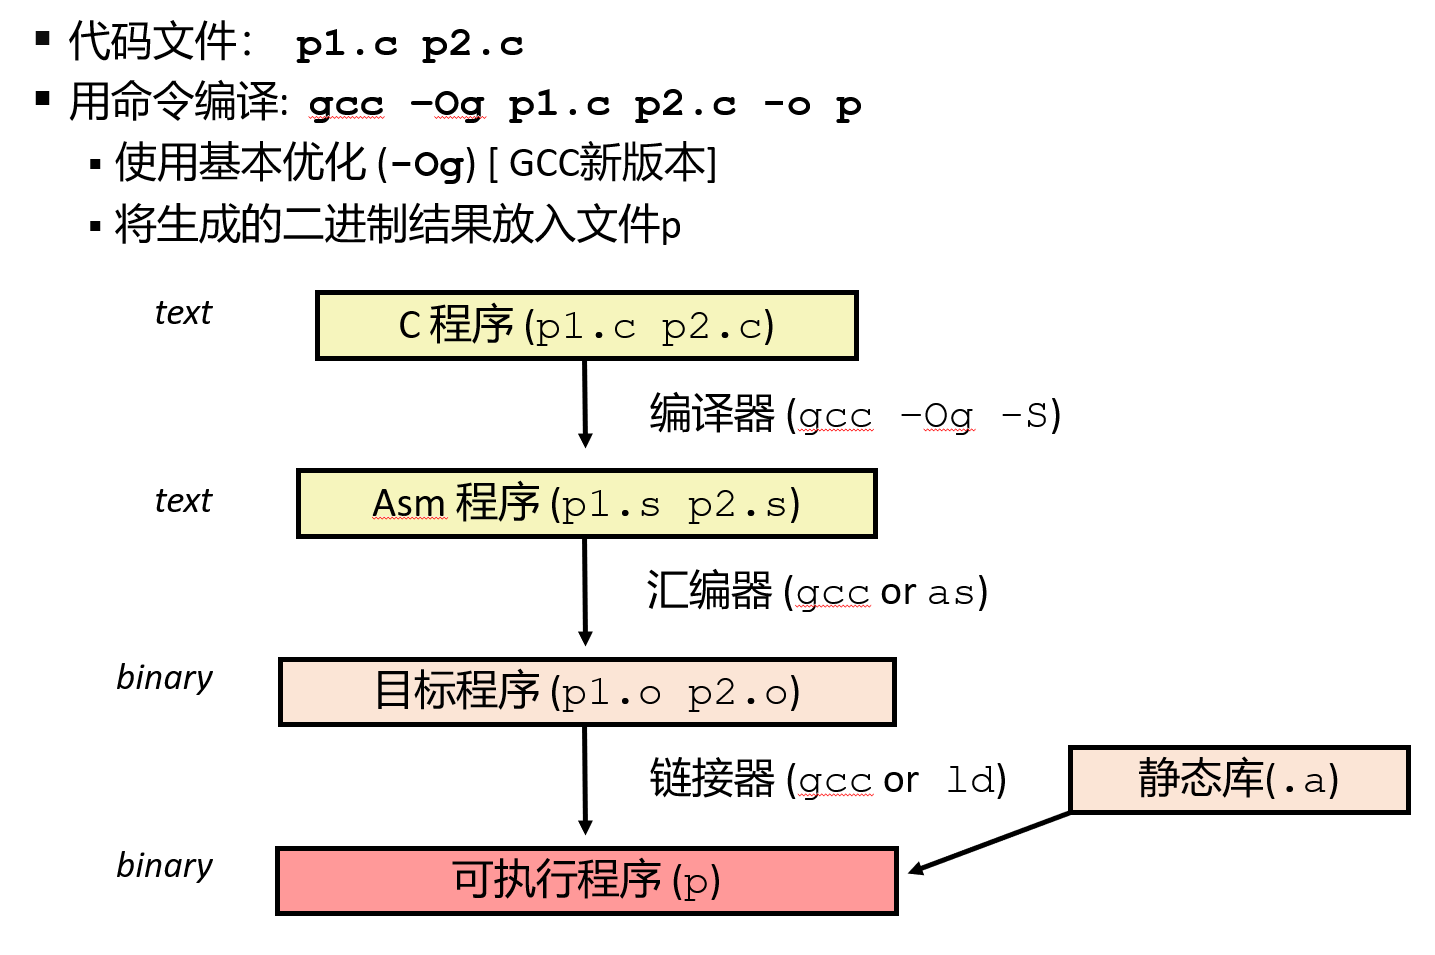 代码文件： p1.c p2.c
用命令编译: gcc –Og p1.c p2.c -o p
使用基本优化 (-Og) [ GCC新版本]
将生成的二进制结果放入文件p
text
C 程序 (p1.c p2.c)
编译器 (gcc –Og -S)
text
Asm 程序 (p1.s p2.s)
汇编器 (gcc or as)
binary
目标程序 (p1.o p2.o)
链接器 (gcc or ld)
静态库(.a)
binary
可执行程序 (p)